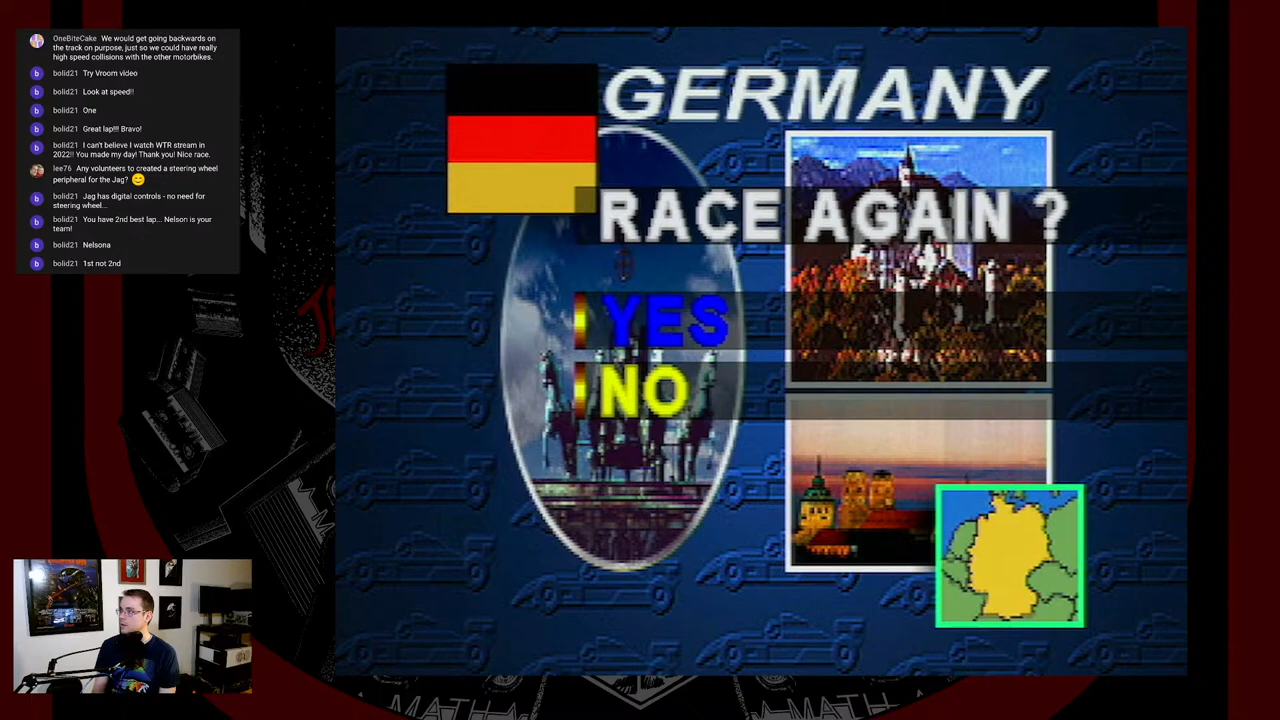 OneBiteCake We would get going backwards on
the track on purpose, just so we could have really
high speed collisions with the other motorbikes.
b bolid21 Try Vroom video
b bolid21 Look at speed!!
b bolid21 One
b bolid21 Great lap!!! Bravo!
b bolid21 I can't believe I watch WTR stream in
2022!! You made my day! Thank you! Nice race.
lee76 Any volunteers to created a steering wheel
peripheral for the Jag? 😊
b bolid21 Jag has digital controls - no need for
steering wheel...
b bolid21 You have 2nd best lap... Nelson is your
team!
b bolid21 Nelsona
b bolid21 1st not 2nd
GERMANY
RACE AGAIN ?
YES
NO